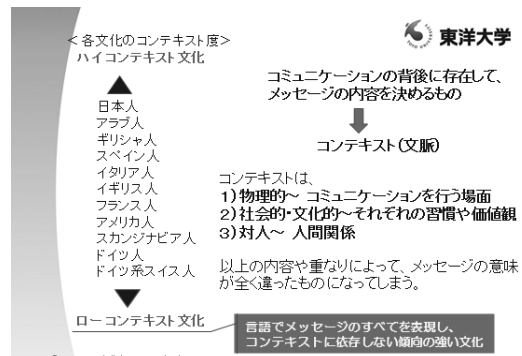 <各文化のコンテキスト度>
ハイコンテキスト文化
日本人
アラブ人
ギリシャ人
スペイン人
イタリア人
イギリス人
フランス人
アメリカ人
スカンジナビア人
ドイツ人
ドイツ系スイス人
ローコンテキスト文化
東洋大学
コミュニケーションの背後に存在して、
メッセージの内容を決めるもの
コンテキスト(文脈)
コンテキストは、
1)物理的~ コミュニケーションを行う場面
2)社会的・文化的~それぞれの習慣や価値観
3)対人~ 人間関係
以上の内容や重なりによって、メッセージの意味
が全く違ったものになってしまう。
言語でメッセージのすべてを表現し、
コンテキストに依存しない傾向の強い文化